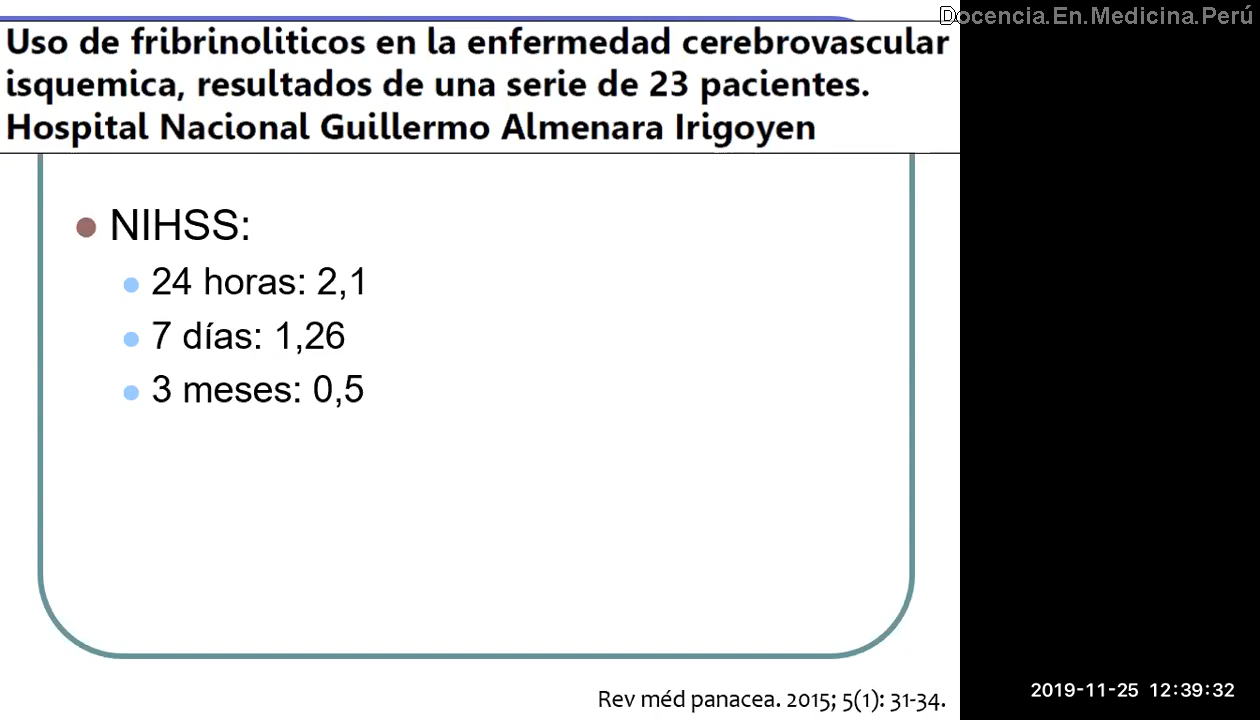 Docencia.En.Medicina.Perú
Uso de fribrinoliticos en la enfermedad cerebrovascular
isquemica, resultados de una serie de 23 pacientes.
Hospital Nacional Guillermo Almenara Irigoyen
NIHSS:
24 horas: 2,1
7 días: 1,26
3 meses: 0,5
Rev méd panacea. 2015; 5(1): 31-34.
2019-11-25 12:39:32